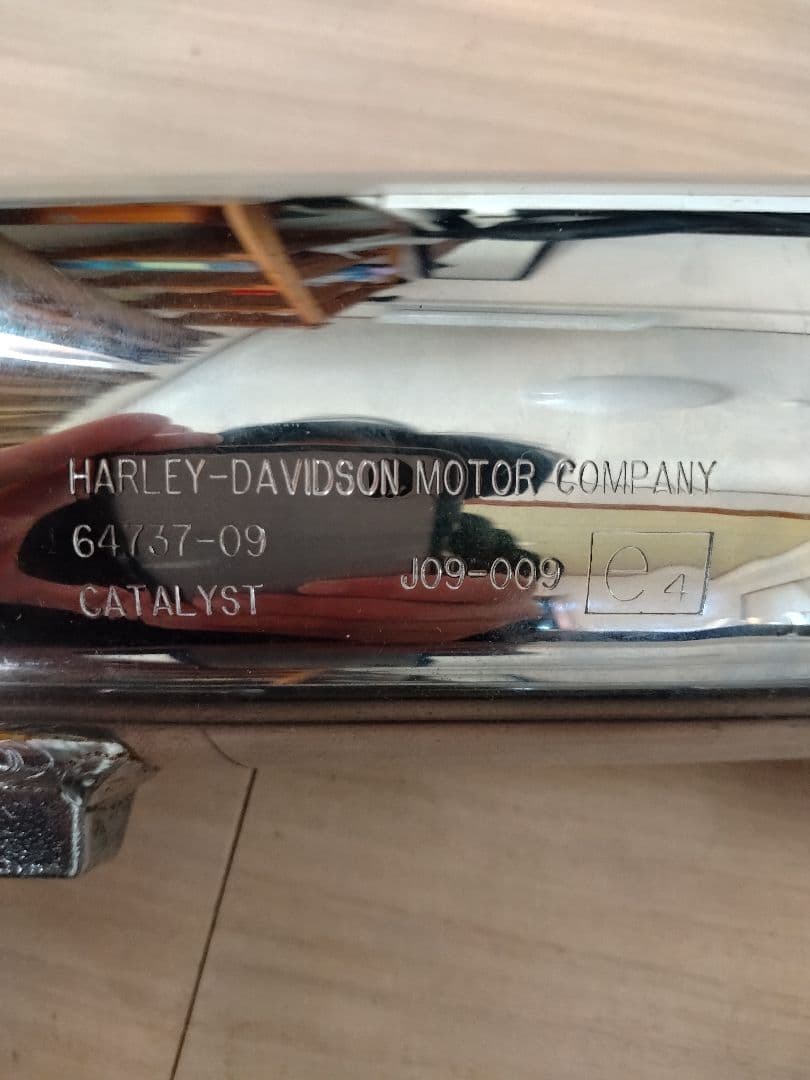 HARLEY-DAVIDSON MOTOR COMPANY
64737-09
J09-009 e4
CATALYST